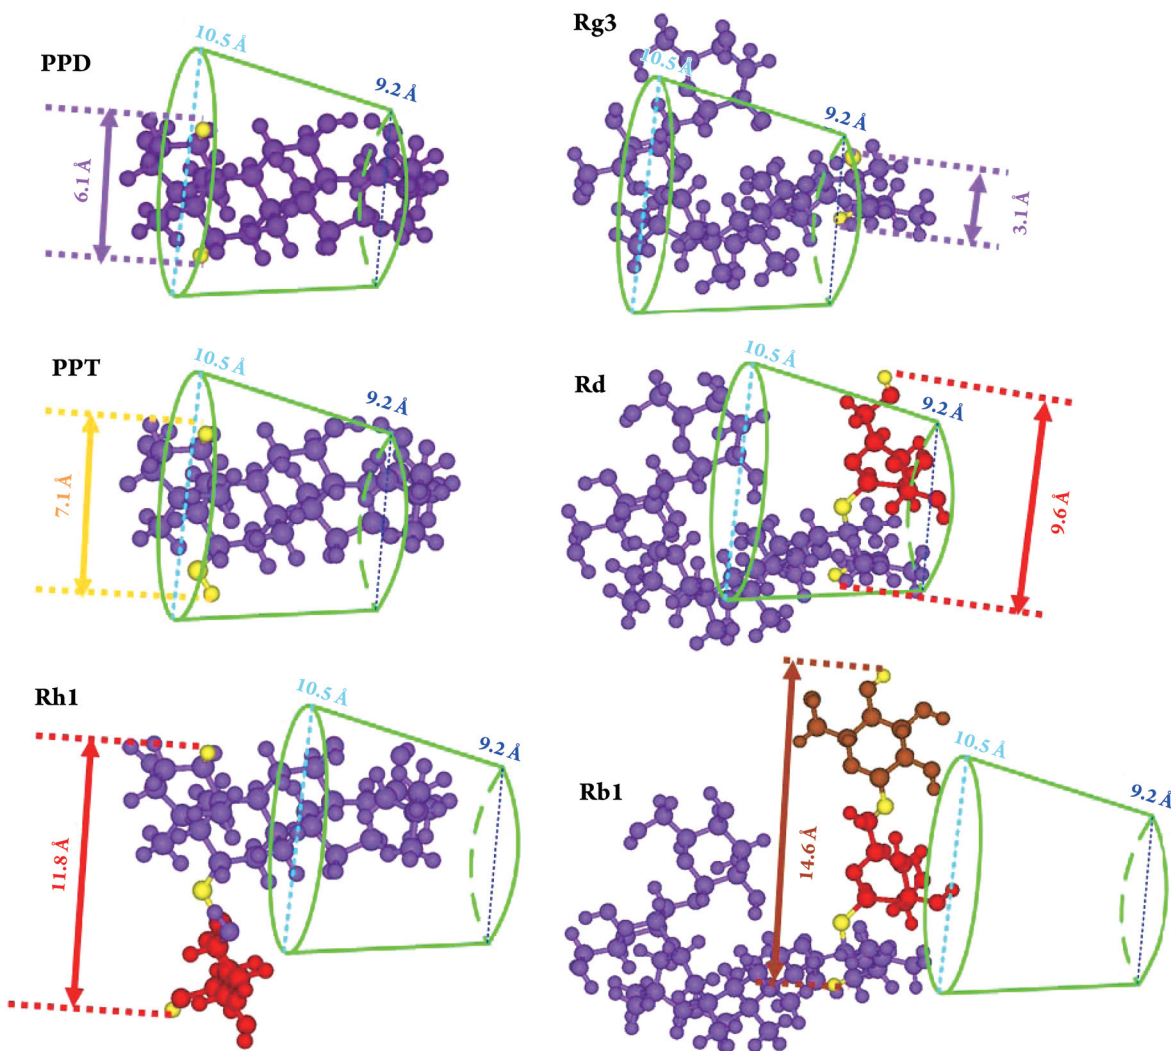 PPD
10.5 Å
9.2 Å
6.1 Å
Rg3
10.5 Å
9.2 Å
3.1 Å
PPT
10.5 Å
9.2 Å
7.1 Å
Rd
10.5 Å
9.2 Å
9.6 Å
Rh1
10.5 Å
9.2 Å
11.8 Å
Rb1
10.5 Å
9.2 Å
14.6 Å